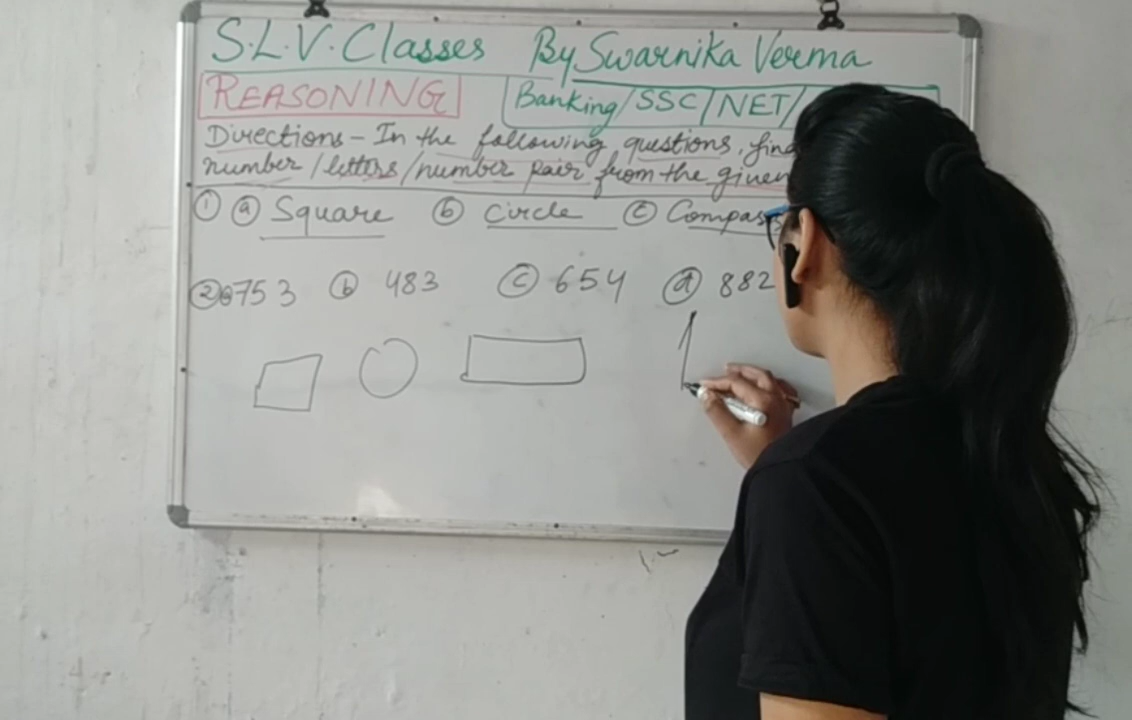 S.L.V. Classes By Swarnika Verma
REASONING Banking/SSC/NET/
Directions - In the following questions, find
number/letters/number pair from the given
① ⓐ Square ⓑ Circle ⓒ Compass
② ⓐ 753 ⓑ 483 ⓒ 654 ⓓ 882